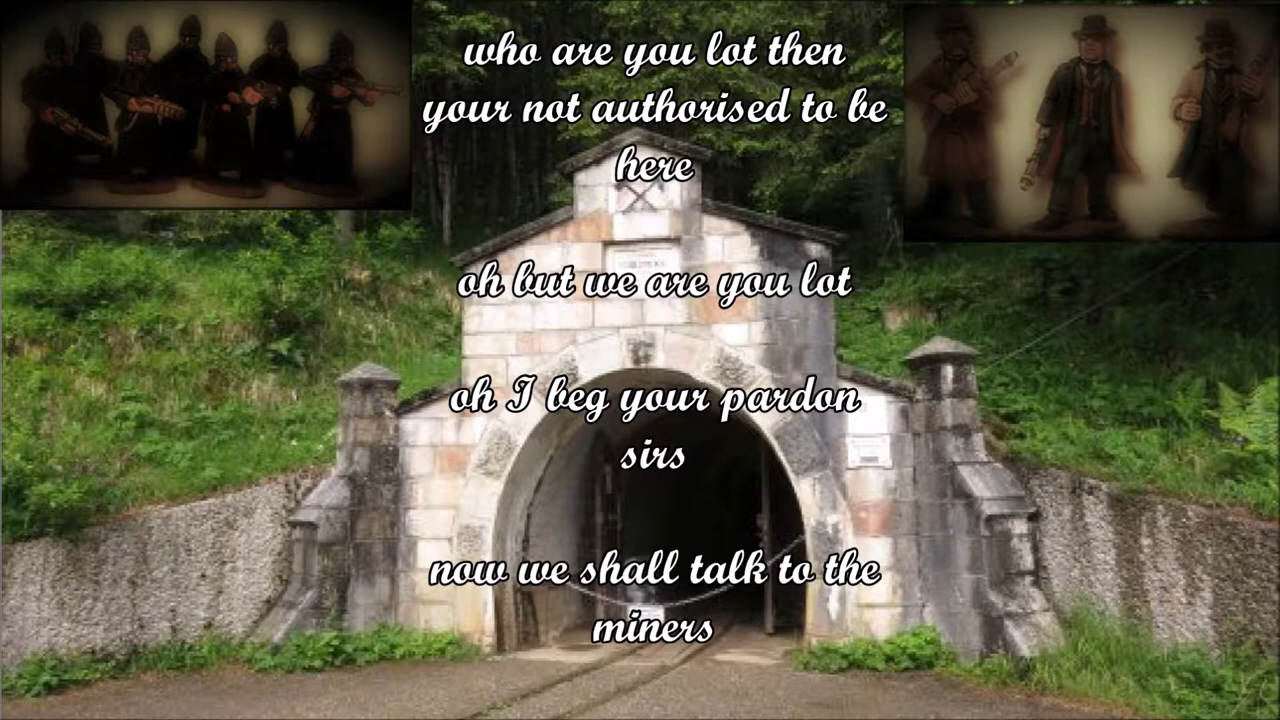 who are you lot then
your not authorised to be
here
oh but we are you lot
oh I beg your pardon
sirs
now we shall talk to the
miners